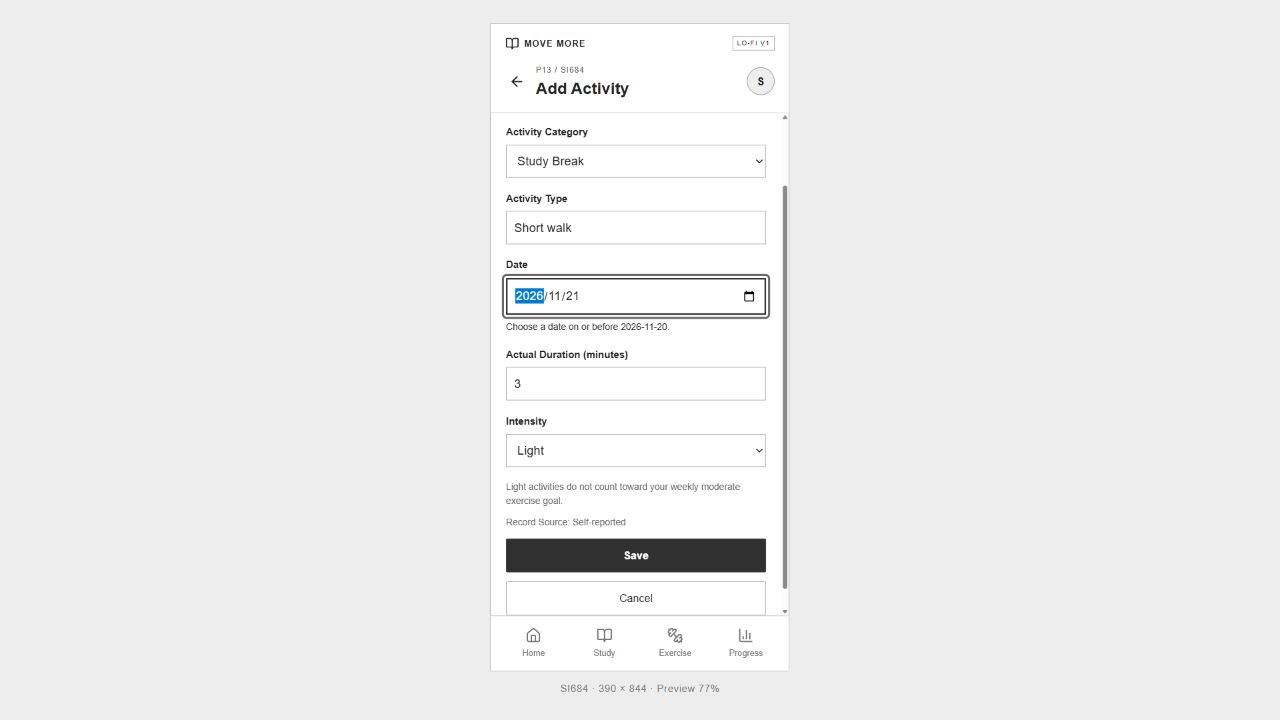 MOVE MORE
LO-FI V1
P13 / SI684
Add Activity
S
Activity Category
Study Break
Activity Type
Short walk
Date
2026/11/21
Choose a date on or before 2026-11-20.
Actual Duration (minutes)
3
Intensity
Light
Light activities do not count toward your weekly moderate
exercise goal.
Record Source: Self-reported
Save
Cancel
Home
Study
Exercise
Progress
SI684 · 390 × 844 · Preview 77%